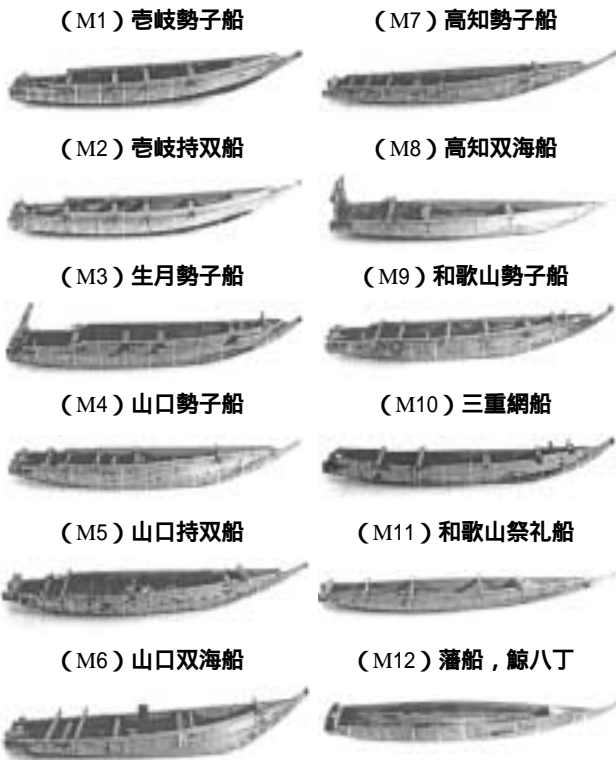 （M1）壱岐勢子船
（M2）壱岐持双船
（M3）生月勢子船
（M4）山口勢子船
（M5）山口持双船
（M6）山口双海船
（M7）高知勢子船
（M8）高知双海船
（M9）和歌山勢子船
（M10）三重網船
（M11）和歌山祭礼船
（M12）藩船，鯨八丁